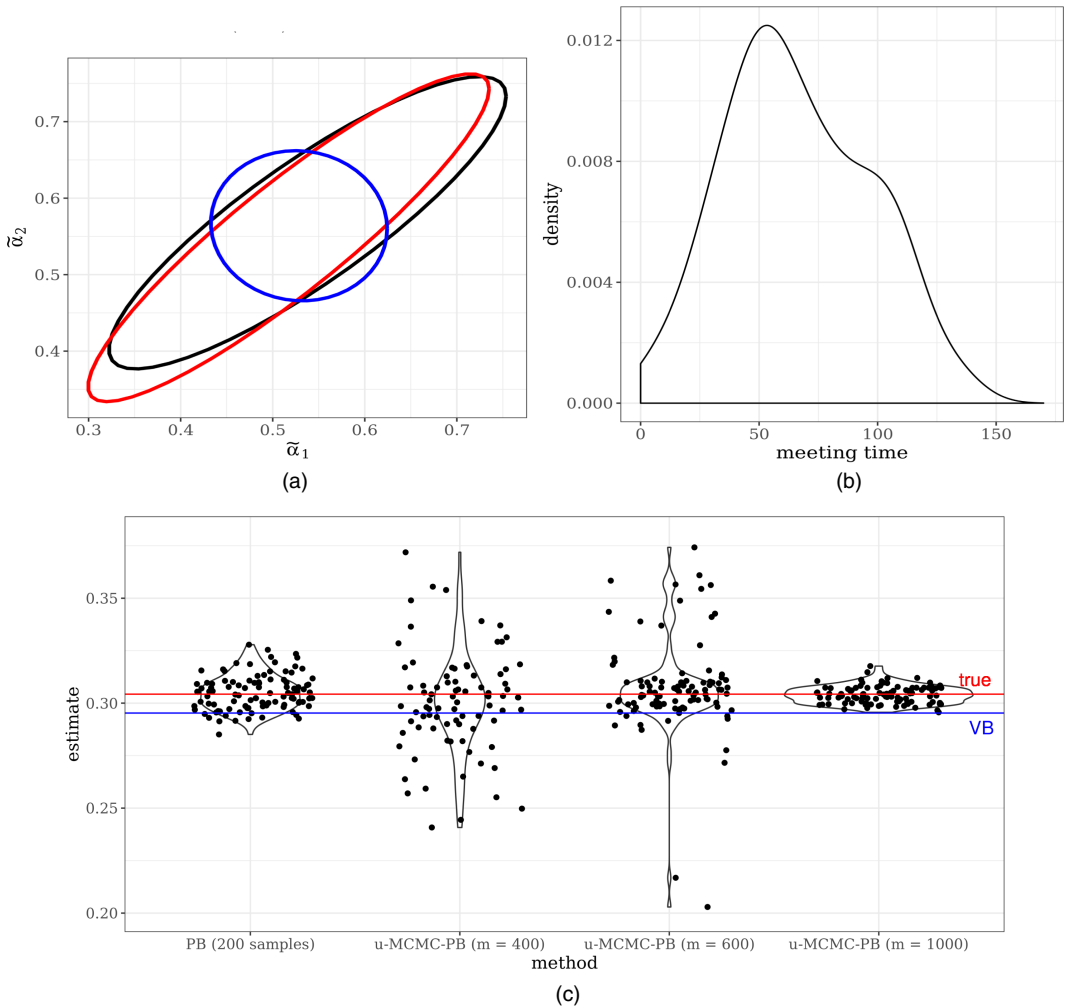 0.7
0.6
0.5
0.4
α̃2
0.3 0.4 0.5 0.6 0.7
α̃1
(a)
0.012
0.008
0.004
0.000
density
0 50 100 150
meeting time
(b)
0.35
0.30
0.25
0.20
estimate
true
VB
PB (200 samples) u-MCMC-PB (m = 400) u-MCMC-PB (m = 600) u-MCMC-PB (m = 1000)
method
(c)